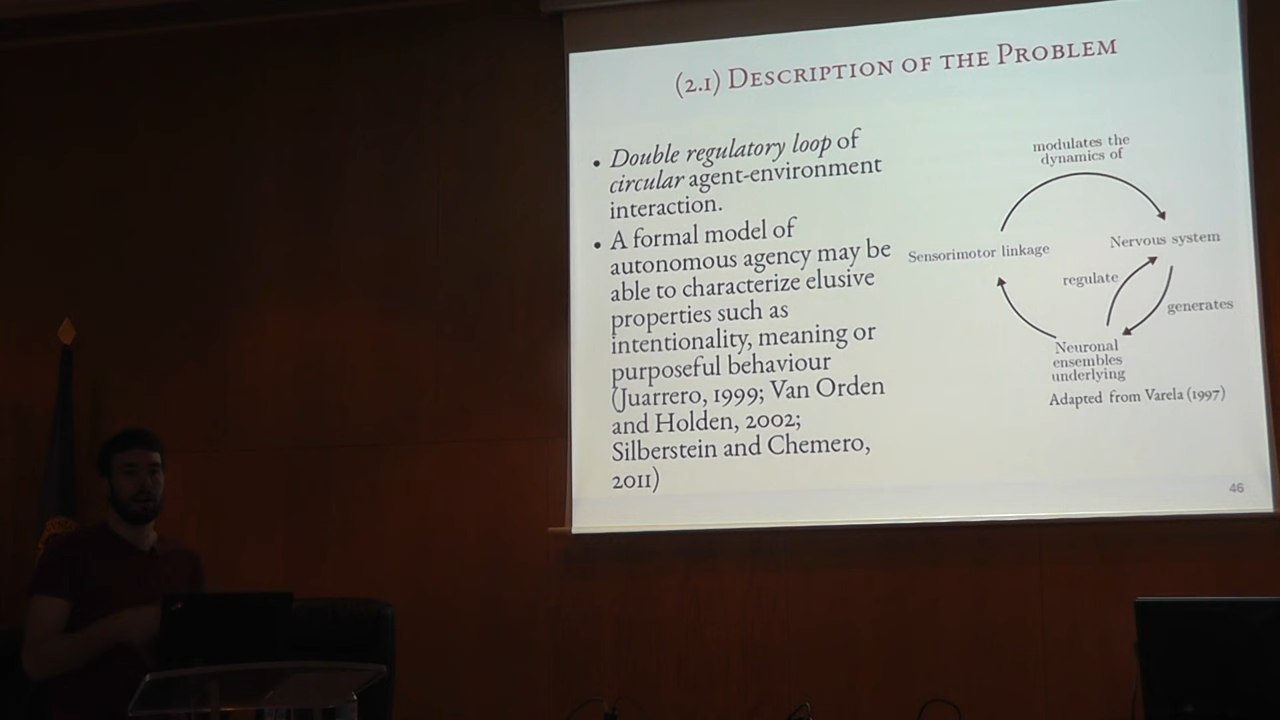 (2.1) Description of the Problem
• Double regulatory loop of
circular agent-environment
interaction.
• A formal model of
autonomous agency may be
able to characterize elusive
properties such as
intentionality, meaning or
purposeful behaviour
(Juarrero, 1999; Van Orden
and Holden, 2002;
Silberstein and Chemero,
2011)
modulates the
dynamics of
Sensorimotor linkage
Nervous system
regulate
generates
Neuronal
ensembles
underlying
Adapted from Varela (1997)
46